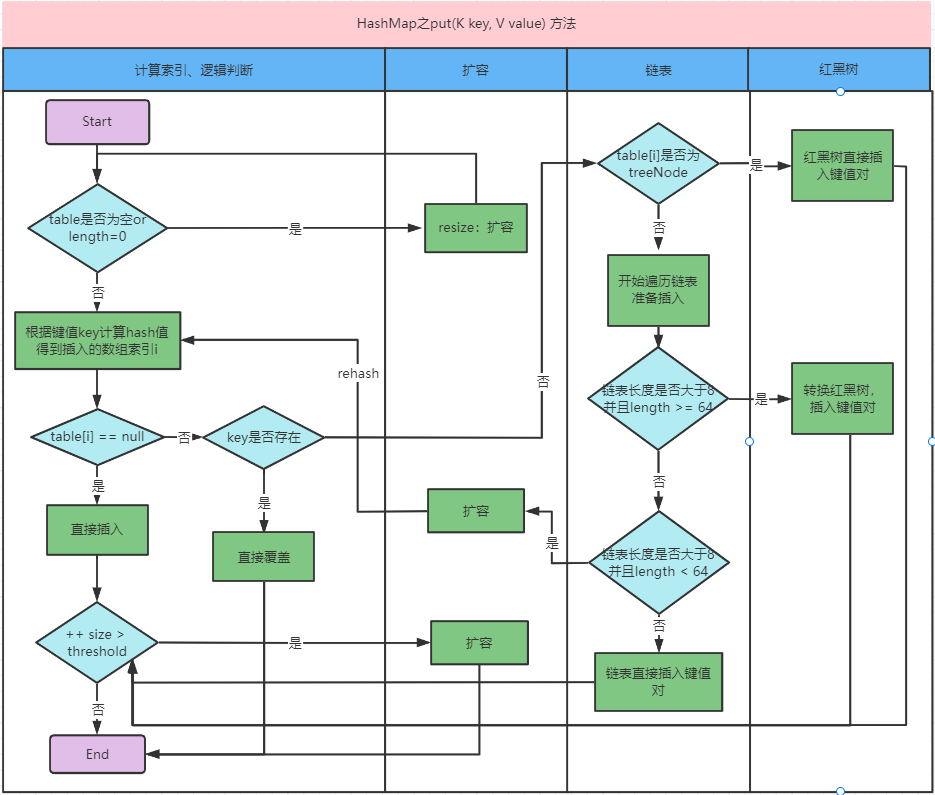 HashMap之put(K key, V value) 方法
计算索引、逻辑判断
扩容
链表
红黑树
Start
table是否为空or
length=0
是
resize：扩容
否
根据键值key计算hash值
得到插入的数组索引i
rehash
table[i] == null
否
key是否存在
否
是
直接插入
是
直接覆盖
++ size >
threshold
是
扩容
否
End
扩容
是
table[i]是否为
treeNode
是
红黑树直接插
入键值对
否
开始遍历链表
准备插入
链表长度是否大于8
并且length >= 64
是
转换红黑树，
插入键值对
否
链表长度是否大于8
并且length < 64
否
链表直接插入键值
对